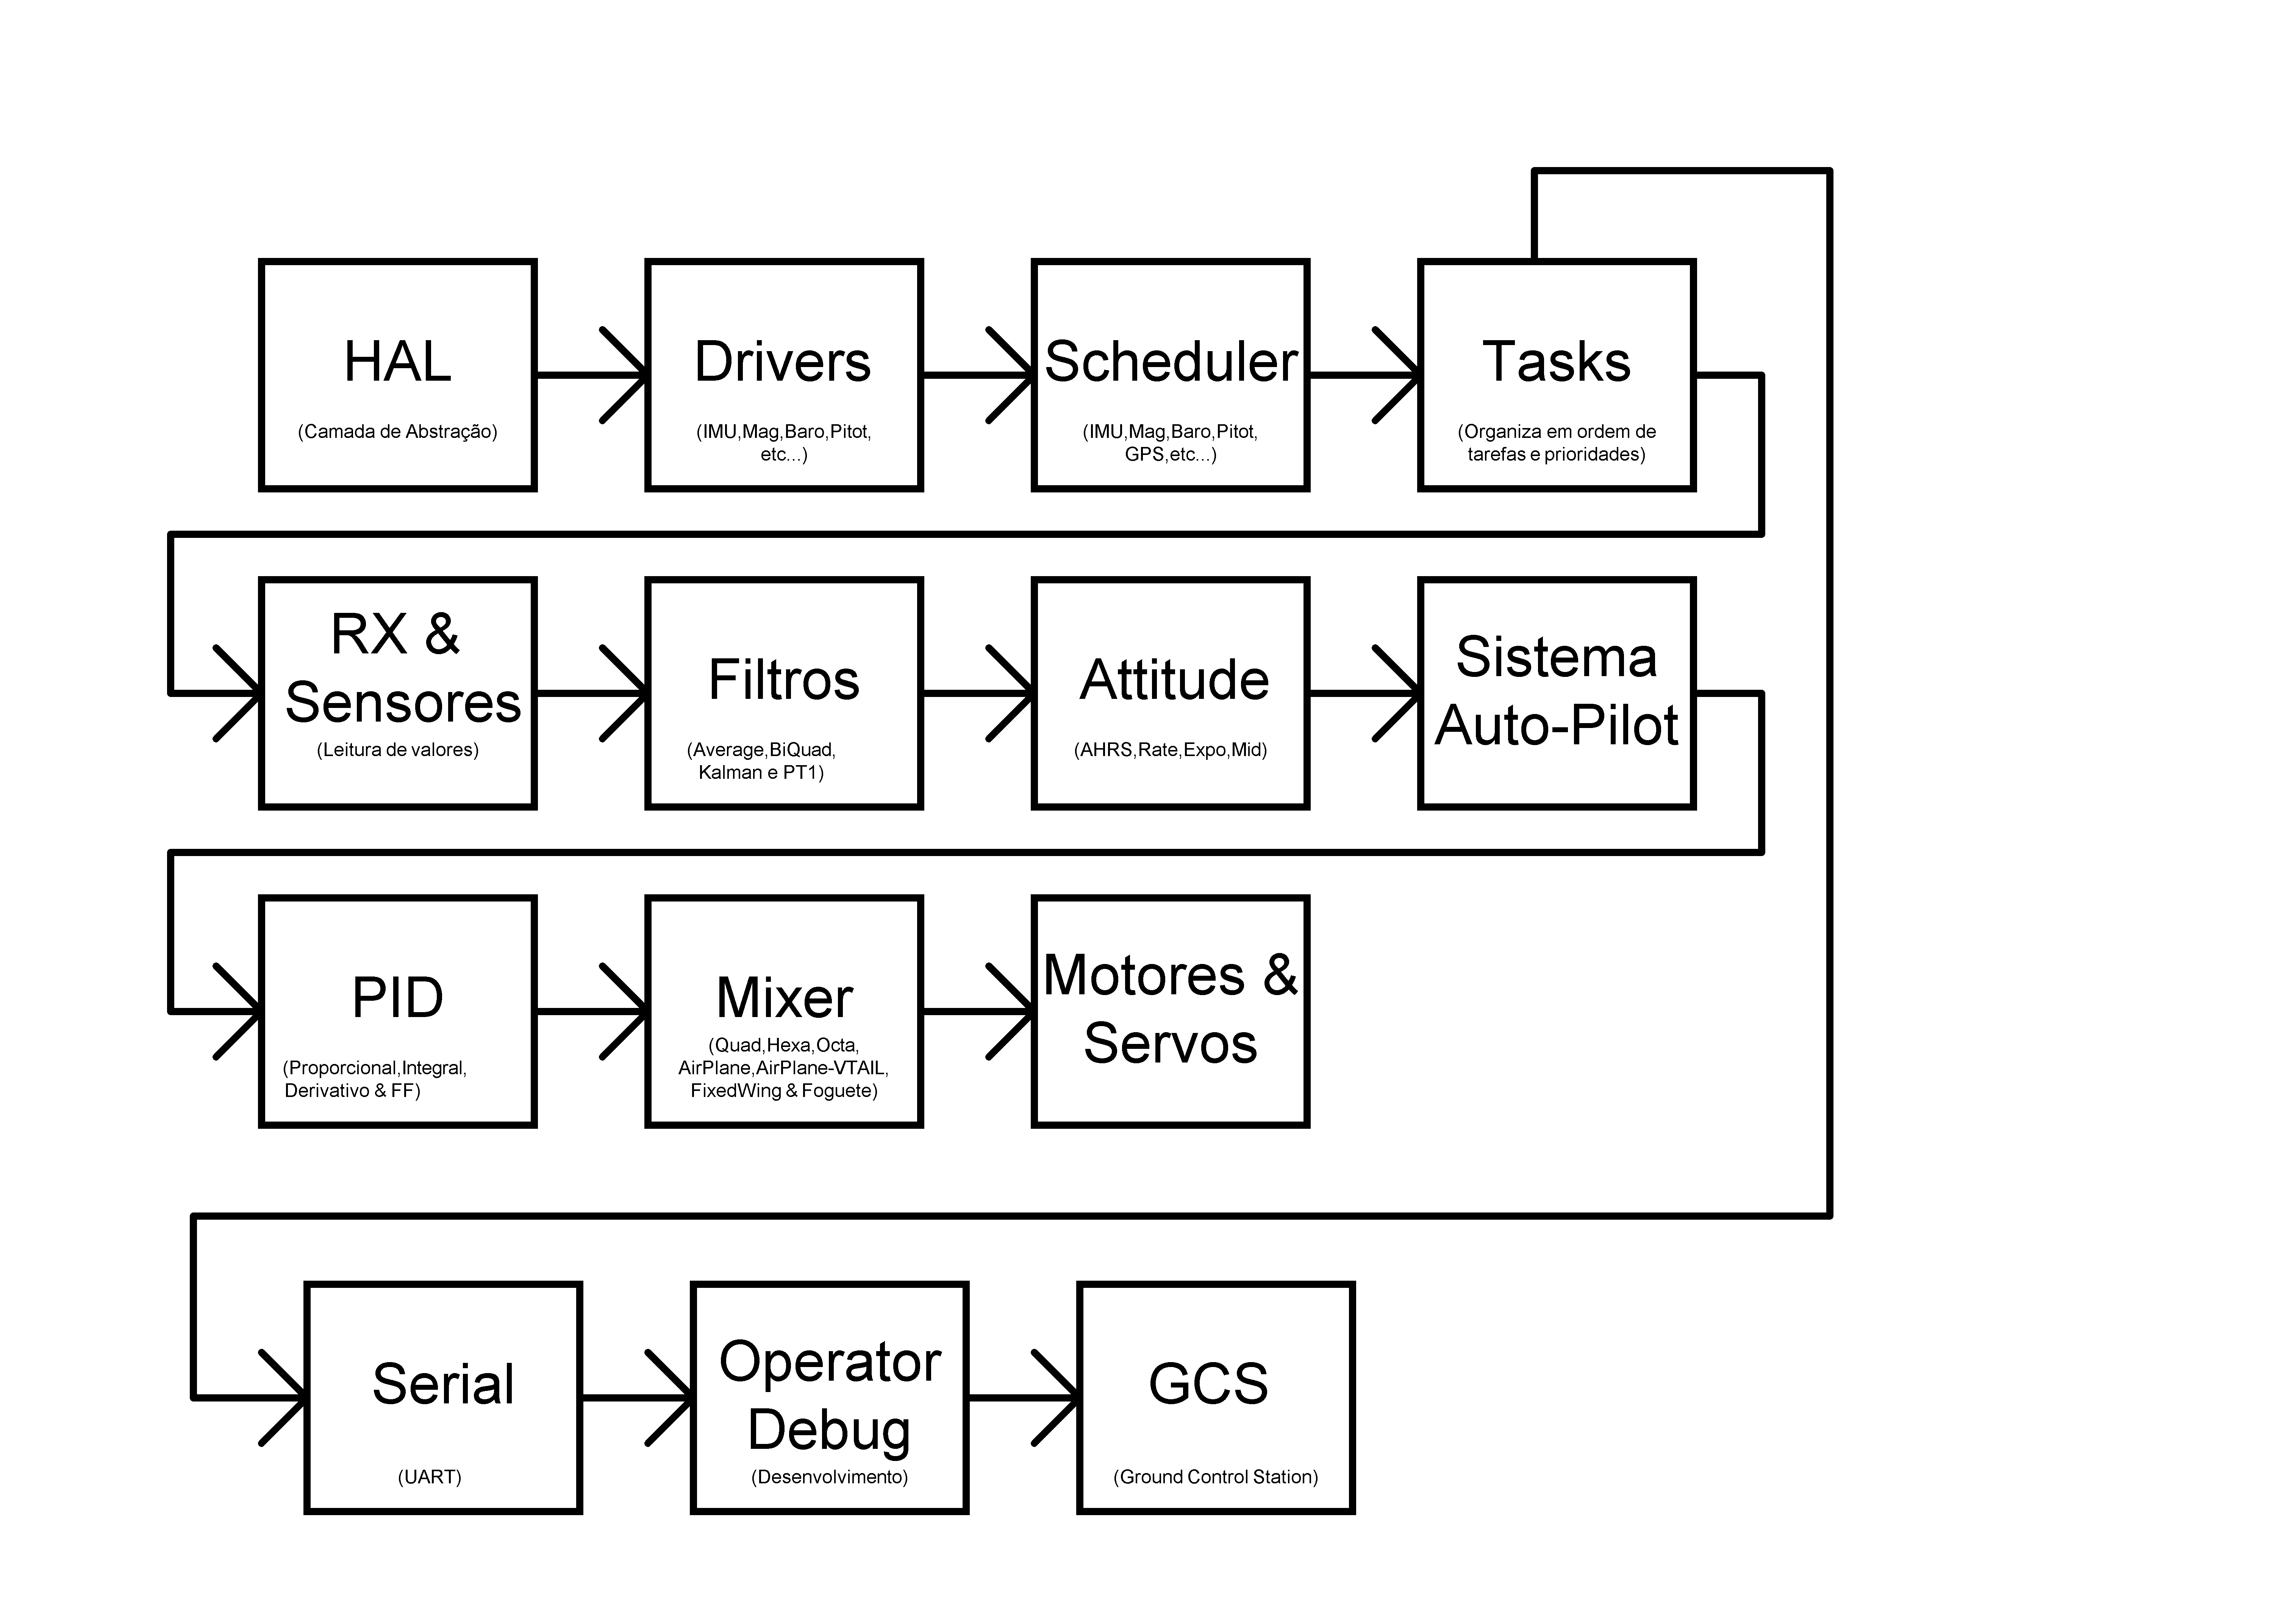 HAL
(Camada de Abstração)
Drivers
(IMU,Mag,Baro,Pitot,
etc...)
Scheduler
(IMU,Mag,Baro,Pitot,
GPS,etc...)
Tasks
(Organiza em ordem de
tarefas e prioridades)
RX &
Sensores
(Leitura de valores)
Filtros
(Average,BiQuad,
Kalman e PT1)
Attitude
(AHRS,Rate,Expo,Mid)
Sistema
Auto-Pilot
PID
(Proporcional,Integral,
Derivativo & FF)
Mixer
(Quad,Hexa,Octa,
AirPlane,AirPlane-VTAIL,
FixedWing & Foguete)
Motores &
Servos
Serial
(UART)
Operator
Debug
(Desenvolvimento)
GCS
(Ground Control Station)